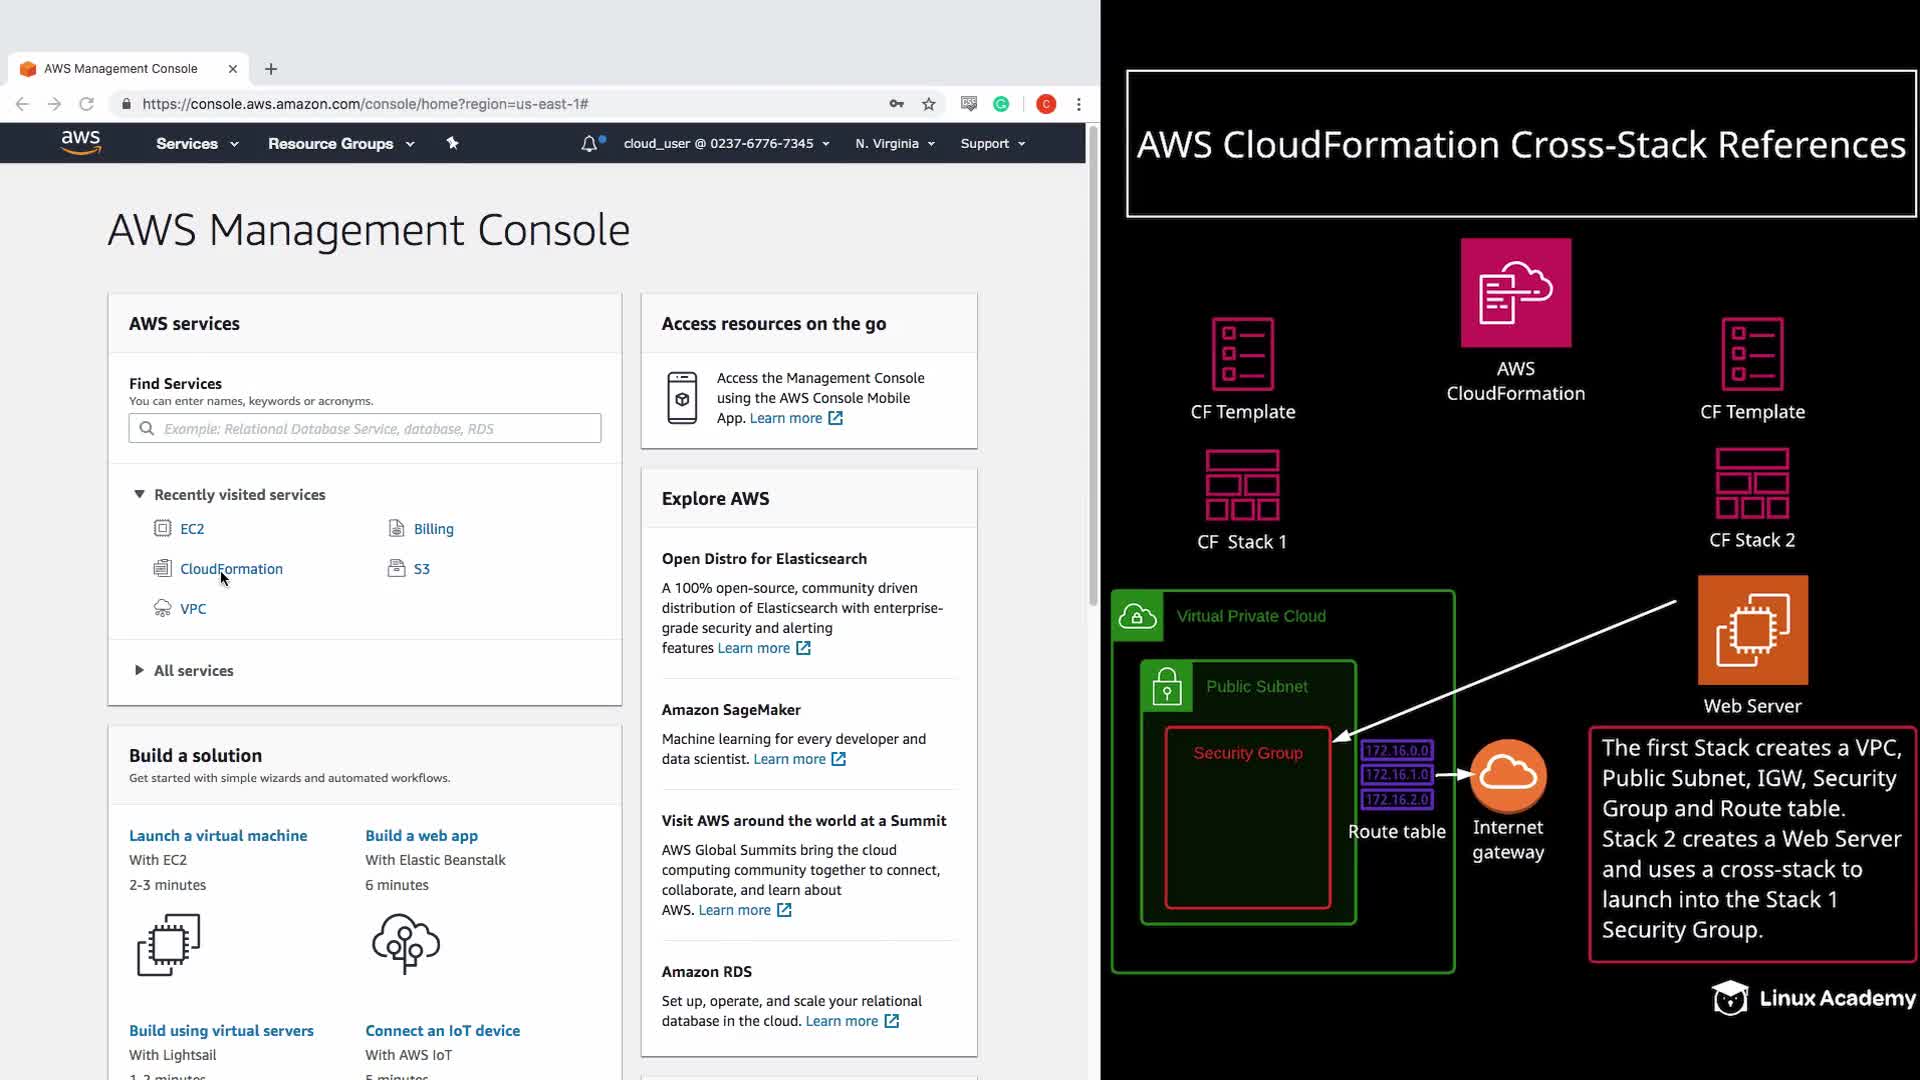 AWS Management Console
https://console.aws.amazon.com/console/home?region=us-east-1#
C
aws
Services
Resource Groups
cloud_user @ 0237-6776-7345
N. Virginia
Support
AWS Management Console
AWS services
Find Services
You can enter names, keywords or acronyms.
Example: Relational Database Service, database, RDS
Recently visited services
EC2
Billing
CloudFormation
S3
VPC
All services
Build a solution
Get started with simple wizards and automated workflows.
Launch a virtual machine
With EC2
2-3 minutes
Build a web app
With Elastic Beanstalk
6 minutes
Build using virtual servers
With Lightsail
1-2 minutes
Connect an IoT device
With AWS IoT
5 minutes
Access resources on the go
Access the Management Console
using the AWS Console Mobile
App. Learn more
Explore AWS
Open Distro for Elasticsearch
A 100% open-source, community driven
distribution of Elasticsearch with enterprise-
grade security and alerting
features Learn more
Amazon SageMaker
Machine learning for every developer and
data scientist. Learn more
Visit AWS around the world at a Summit
AWS Global Summits bring the cloud
computing community together to connect,
collaborate, and learn about
AWS. Learn more
Amazon RDS
Set up, operate, and scale your relational
database in the cloud. Learn more
AWS CloudFormation Cross-Stack References
AWS
CloudFormation
CF Template
CF Template
CF Stack 1
CF Stack 2
Virtual Private Cloud
Public Subnet
Security Group
172.16.0.0
172.16.1.0
172.16.2.0
Route table
Internet
gateway
Web Server
The first Stack creates a VPC,
Public Subnet, IGW, Security
Group and Route table.
Stack 2 creates a Web Server
and uses a cross-stack to
launch into the Stack 1
Security Group.
Linux Academy